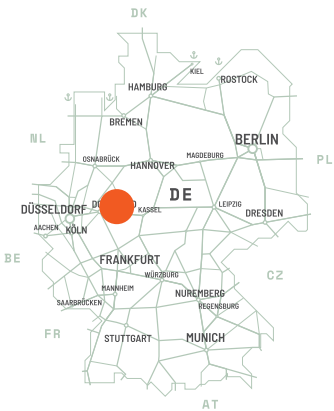 DK
KIEL
ROSTOCK
HAMBURG
BREMEN
NL
BERLIN
OSNABRÜCK
HANNOVER
MAGDEBURG
PL
DE
DÜSSELDORF
KASSEL
LEIPZIG
DRESDEN
AACHEN
KÖLN
BE
FRANKFURT
WÜRZBURG
CZ
MANNHEIM
NUREMBERG
SAARBRÜCKEN
REGENSBURG
FR
STUTTGART
MUNICH
AT